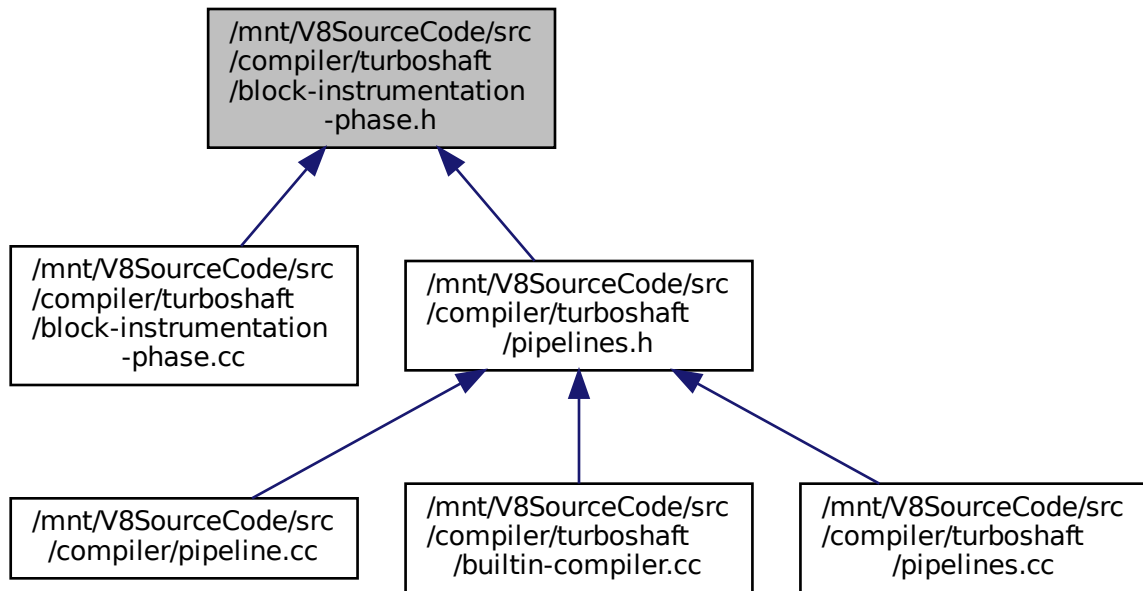 /mnt/V8SourceCode/src
/compiler/turboshaft
/block-instrumentation
-phase.h
/mnt/V8SourceCode/src
/compiler/turboshaft
/block-instrumentation
-phase.cc
/mnt/V8SourceCode/src
/compiler/turboshaft
/pipelines.h
/mnt/V8SourceCode/src
/compiler/pipeline.cc
/mnt/V8SourceCode/src
/compiler/turboshaft
/builtin-compiler.cc
/mnt/V8SourceCode/src
/compiler/turboshaft
/pipelines.cc